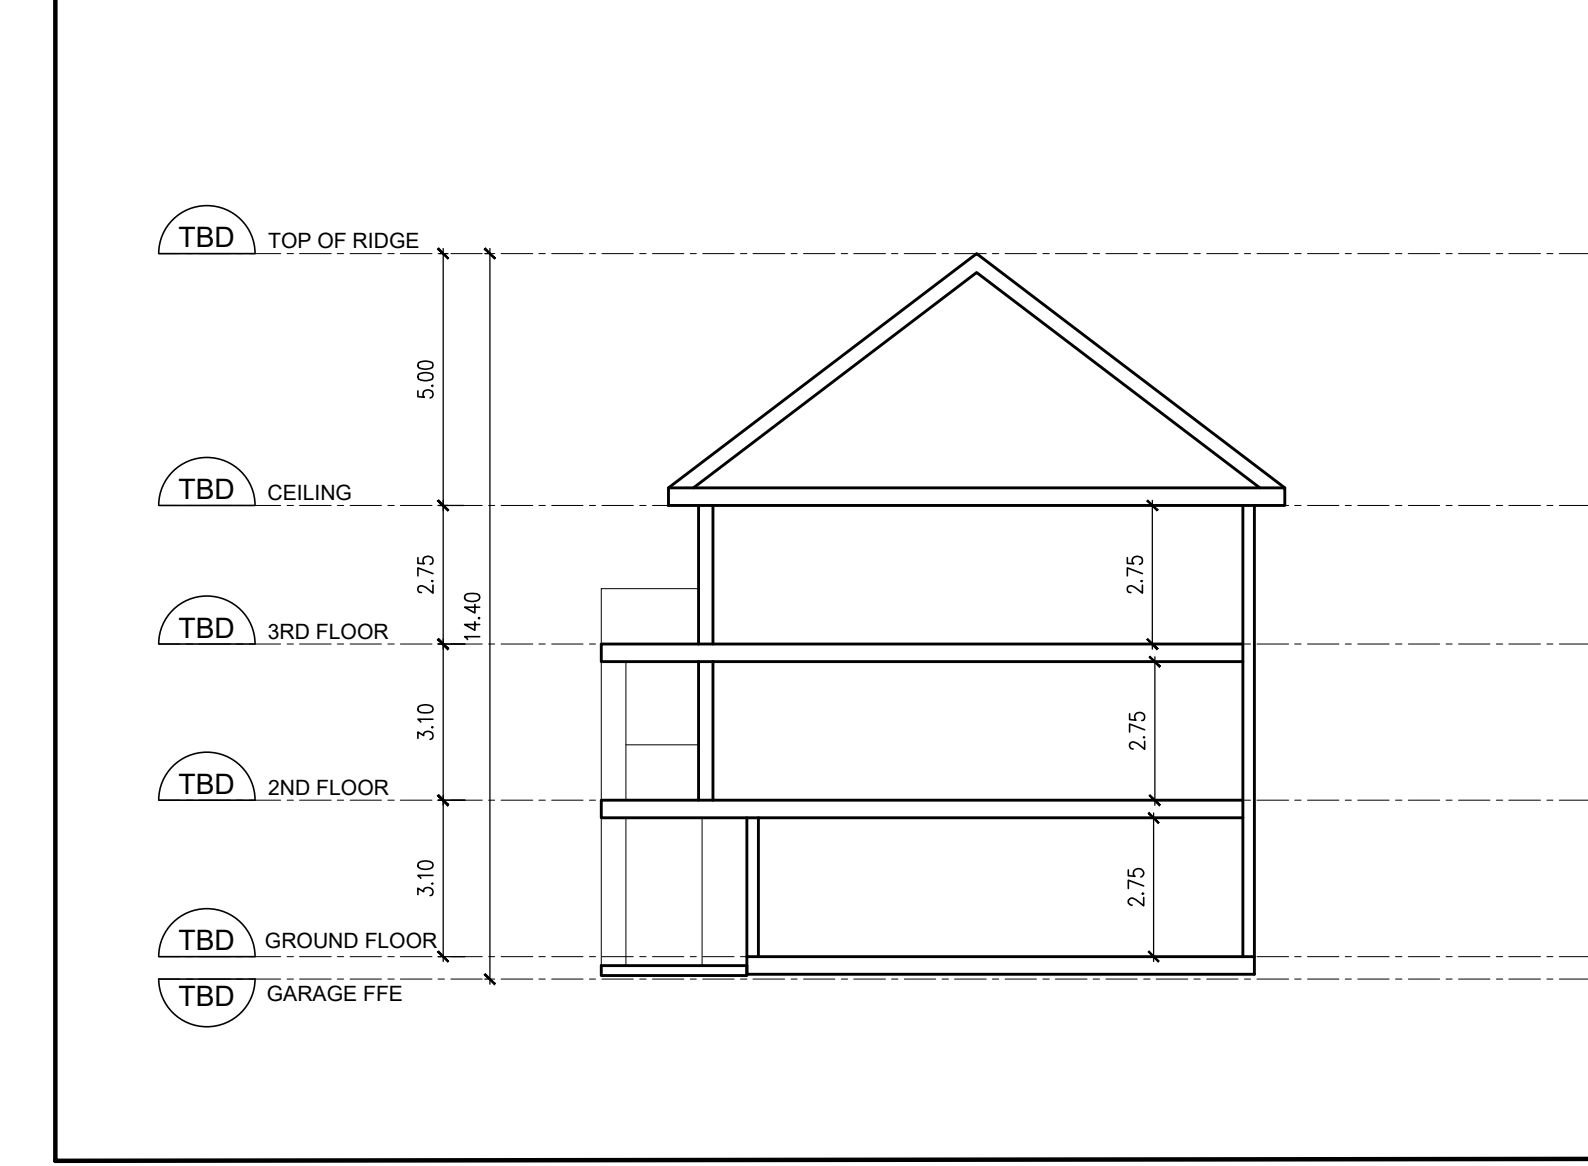 TBD TOP OF RIDGE
5.00
TBD CEILING
2.75
2.75
14.40
TBD 3RD FLOOR
3.10
2.75
TBD 2ND FLOOR
3.10
2.75
TBD GROUND FLOOR
TBD GARAGE FFE